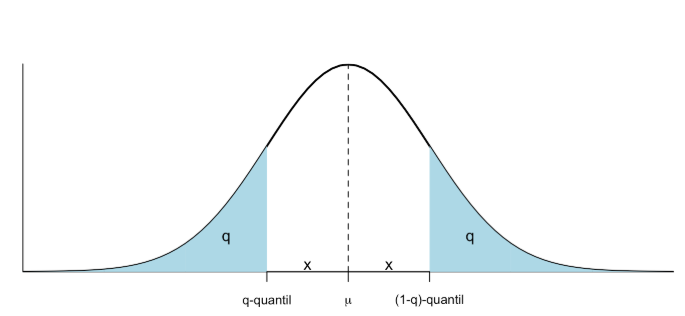 q
q
x
x
q-quantil
μ
(1-q)-quantil